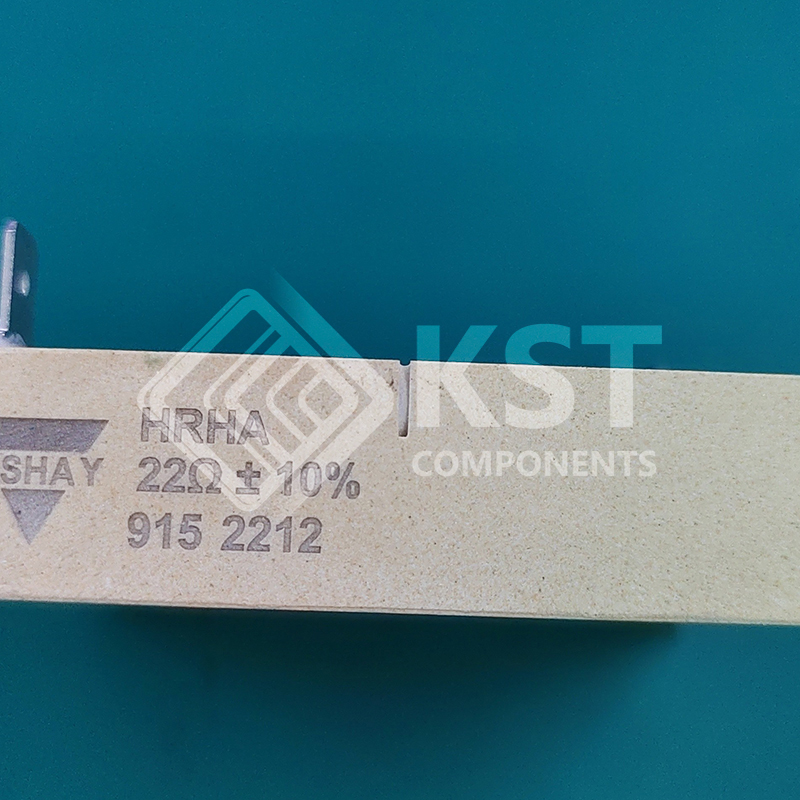 KST
COMPONENTS
SHAY
HRHA
22Ω ± 10%
915 2212